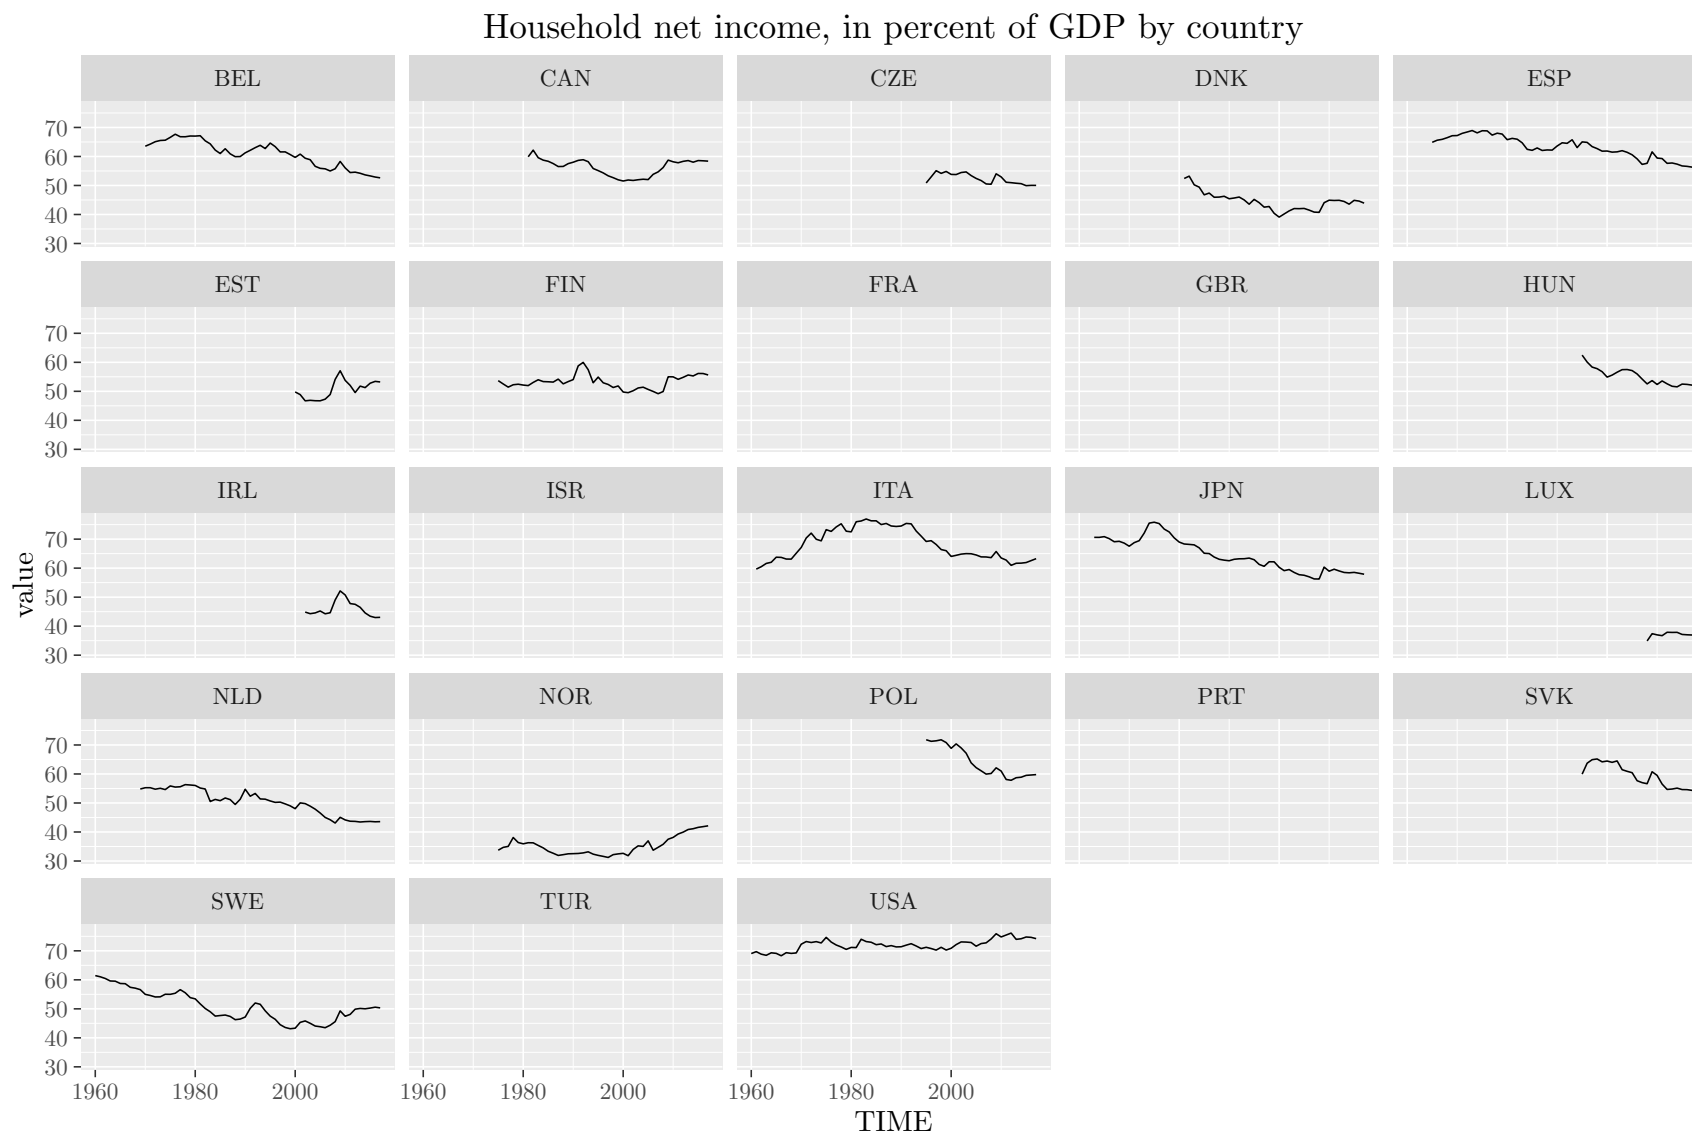 Household net income, in percent of GDP by country
BEL CAN CZE DNK ESP
70
60
50
40
30
EST FIN FRA GBR HUN
70
60
50
40
30
IRL ISR ITA JPN LUX
70
60
50
40
30
value
NLD NOR POL PRT SVK
70
60
50
40
30
SWE TUR USA
70
60
50
40
30
1960 1980 2000 1960 1980 2000 1960 1980 2000
TIME